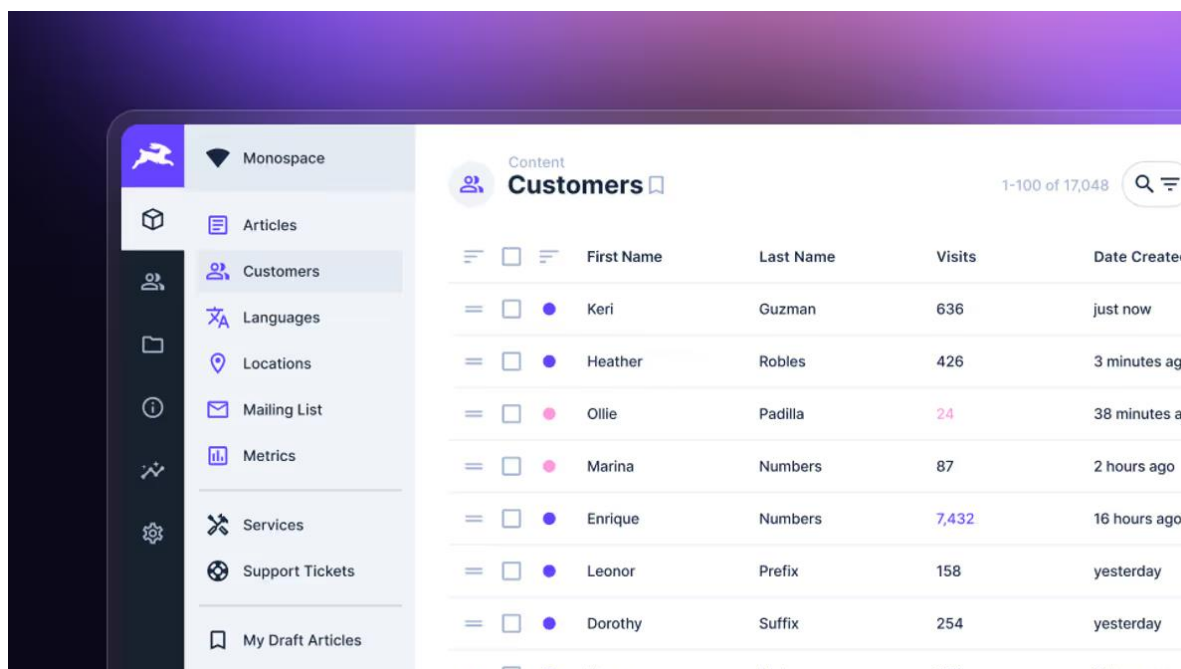 Monospace
Articles
Customers
Languages
Locations
Mailing List
Metrics
Services
Support Tickets
My Draft Articles
Content
Customers
1-100 of 17,048
First Name Last Name Visits Date Create
Keri Guzman 636 just now
Heather Robles 426 3 minutes ag
Ollie Padilla 24 38 minutes a
Marina Numbers 87 2 hours ago
Enrique Numbers 7,432 16 hours ago
Leonor Prefix 158 yesterday
Dorothy Suffix 254 yesterday